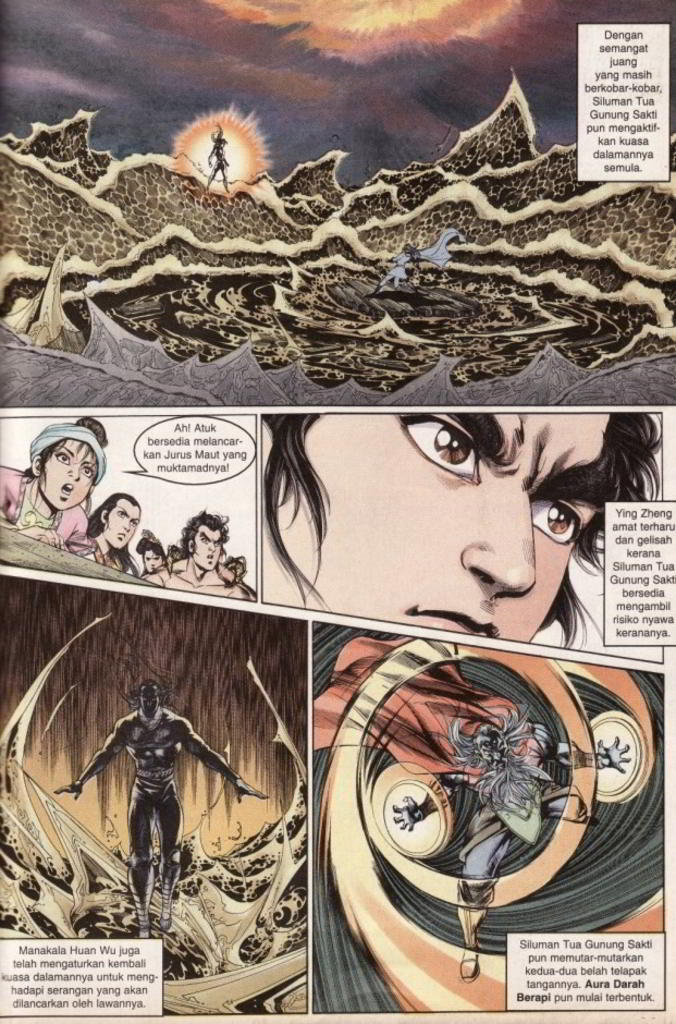 Dengan
semangat
juang
yang masih
berkobar-kobar,
Siluman Tua
Gunung Sakti
pun mengaktif-
kan kuasa
dalamannya
semula.
Ah! Atuk
bersedia melancar-
kan Jurus Maut yang
muktamadnya!
Ying Zheng
amat terharu
dan gelisah
kerana
Siluman Tua
Gunung Sakti
bersedia
mengambil
risiko nyawa
kerananya.
Manakala Huan Wu juga
telah mengaturkan kembali
kuasa dalamannya untuk meng-
hadapi serangan yang akan
dilancarkan oleh lawannya.
Siluman Tua Gunung Sakti
pun memutar-mutarkan
kedua-dua belah telapak
tangannya. Aura Darah
Berapi pun mulai terbentuk.